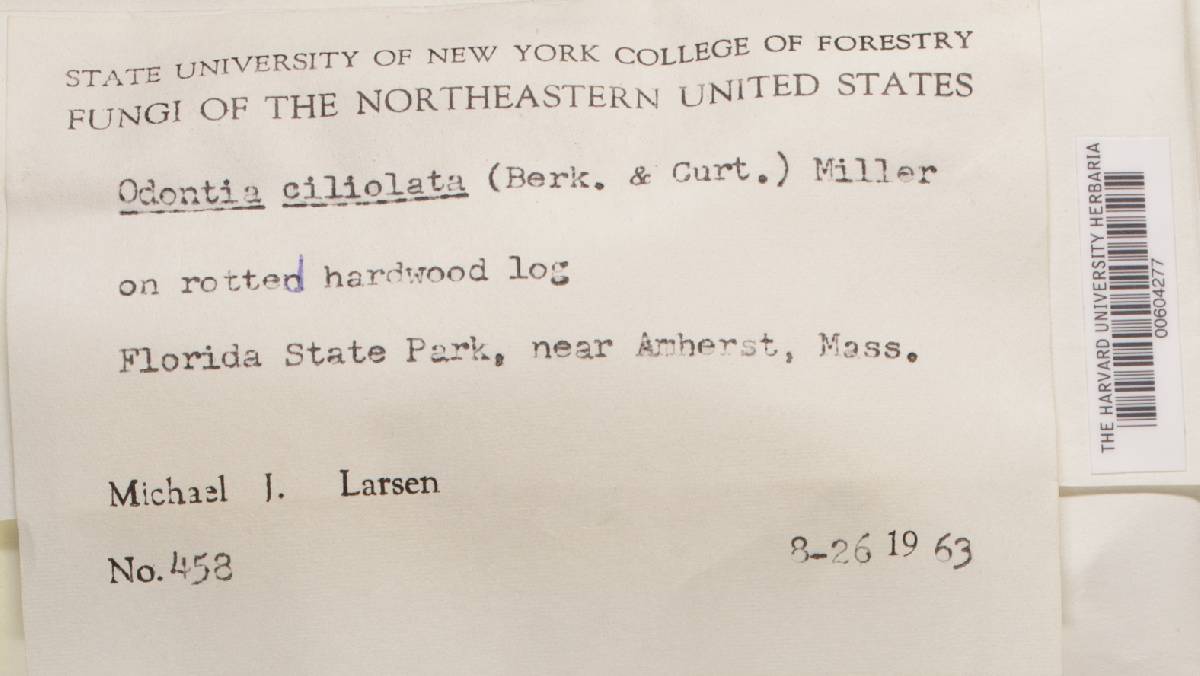 STATE UNIVERSITY OF NEW YORK COLLEGE OF FORESTRY
FUNGI OF THE NORTHEASTERN UNITED STATES
Odontia ciliolata (Berk. & Curt.) Miller
on rotted hardwood log
Florida State Park, near Amherst, Mass.
Michael J. Larsen
No. 458
8-26 19 63
THE HARVARD UNIVERSITY HERBARIA
00604277